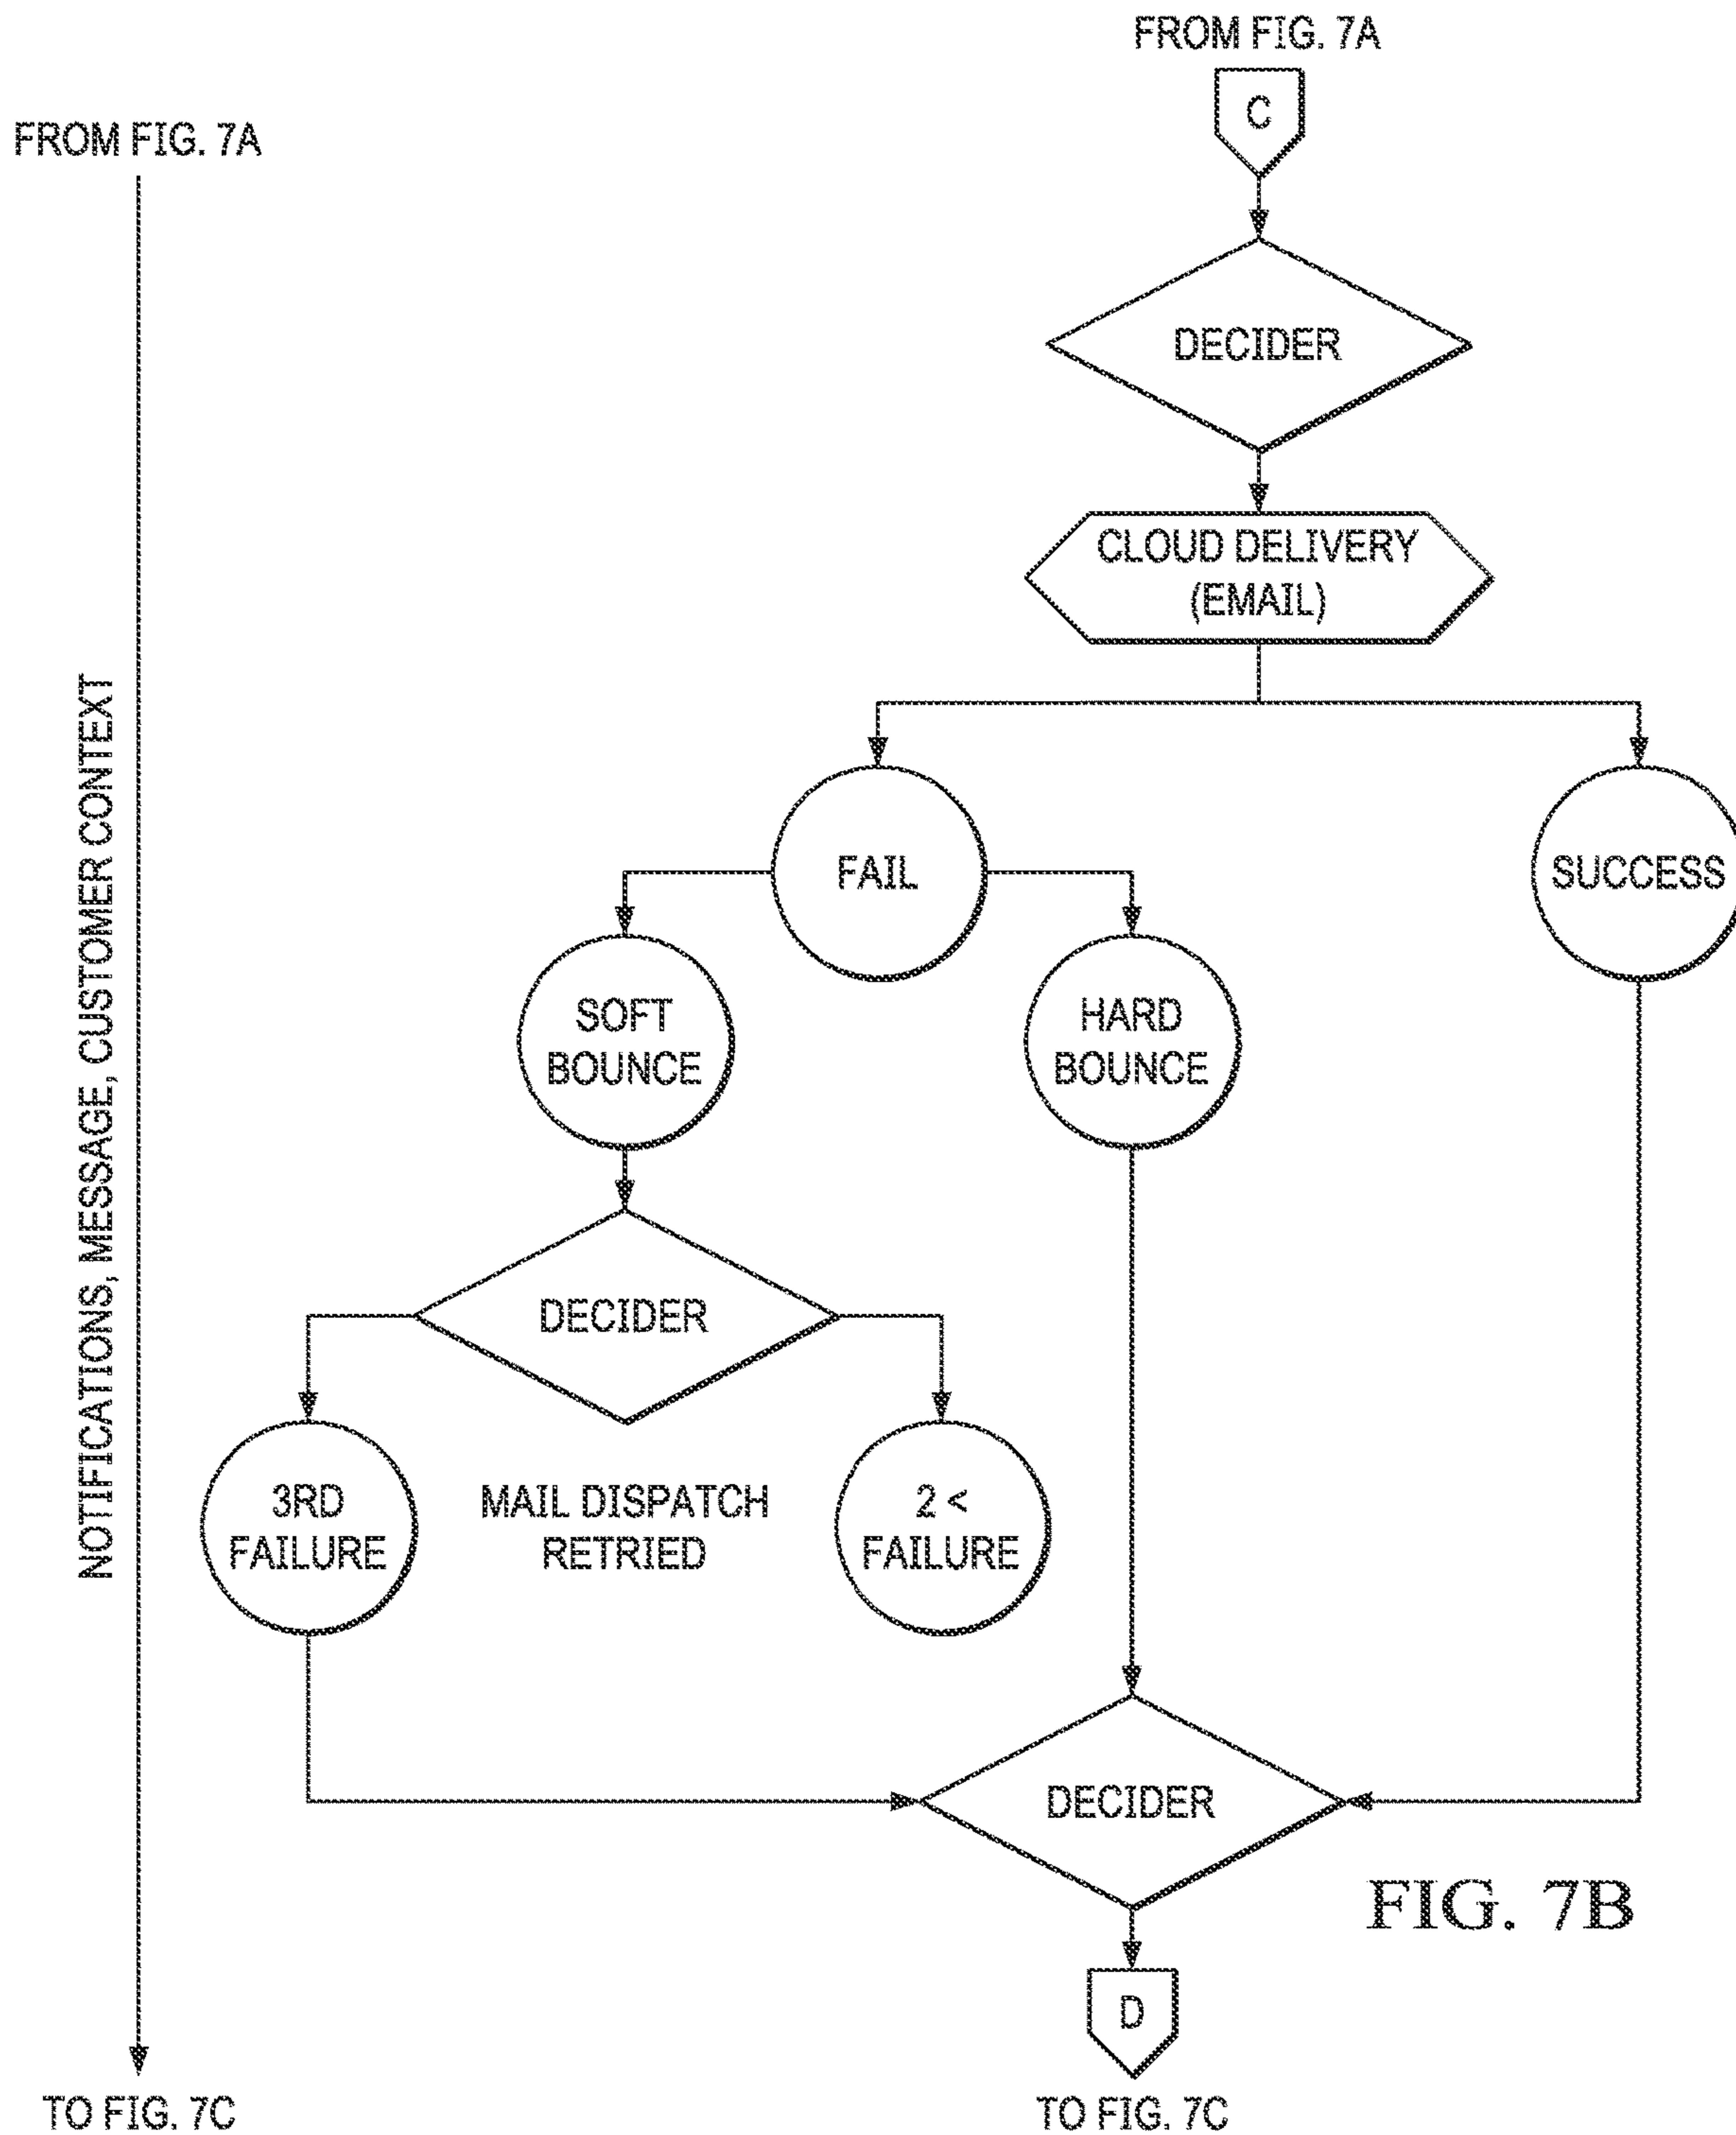 FROM FIG. 7A
C
FROM FIG. 7A
DECIDER
CLOUD DELIVERY
(EMAIL)
NOTIFICATIONS, MESSAGE, CUSTOMER CONTEXT
FAIL
SUCCESS
SOFT
BOUNCE
HARD
BOUNCE
DECIDER
3RD
FAILURE
MAIL DISPATCH
RETRIED
2 <
FAILURE
DECIDER
FIG. 7B
D
TO FIG. 7C
TO FIG. 7C